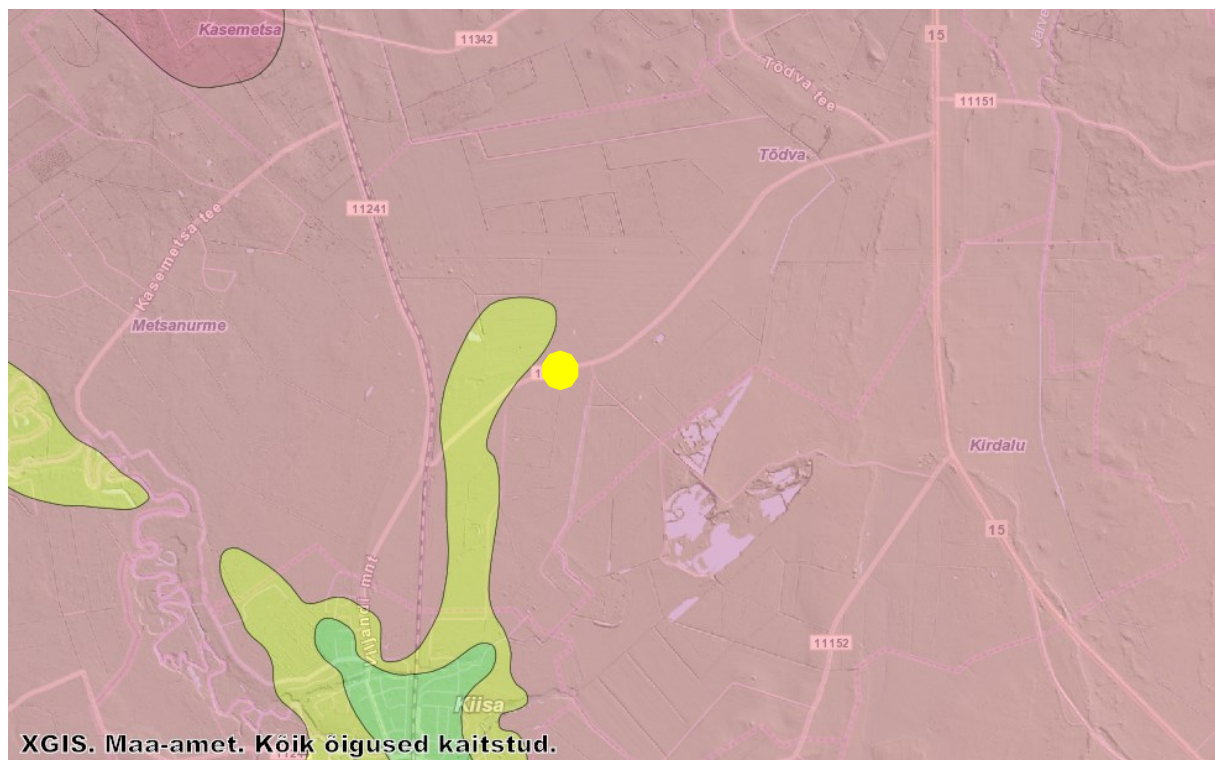 Kasemetsa
11342
15
Tõdva tee
11151
Tõdva
11241
Kasemetsa tee
Metsanurme
Kirdalu
15
Viljandi mnt
11152
Kiisa
XGIS. Maa-amet. Kõik õigused kaitstud.